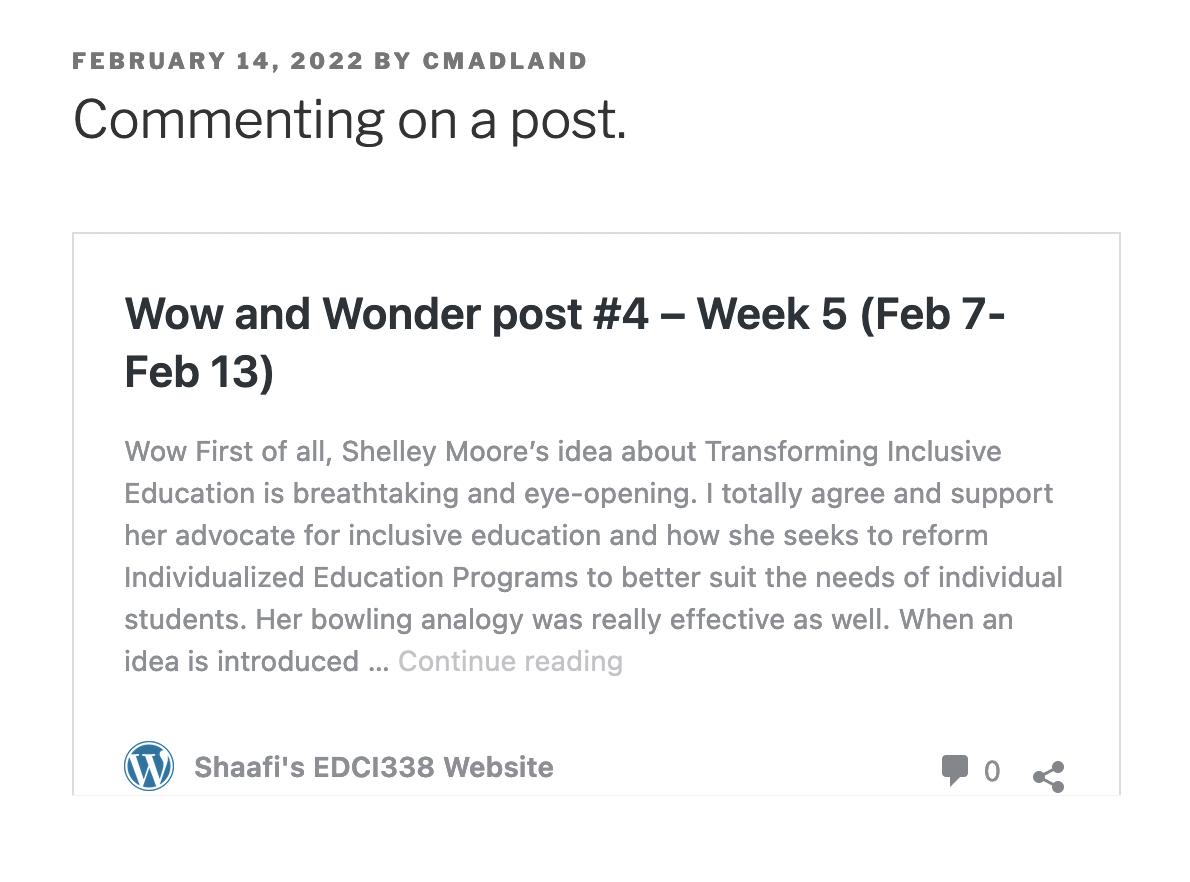 FEBRUARY 14, 2022 BY CMADLAND
Commenting on a post.
Wow and Wonder post #4 – Week 5 (Feb 7-
Feb 13)
Wow First of all, Shelley Moore’s idea about Transforming Inclusive
Education is breathtaking and eye-opening. I totally agree and support
her advocate for inclusive education and how she seeks to reform
Individualized Education Programs to better suit the needs of individual
students. Her bowling analogy was really effective as well. When an
idea is introduced … Continue reading
Shaafi's EDCI338 Website 0